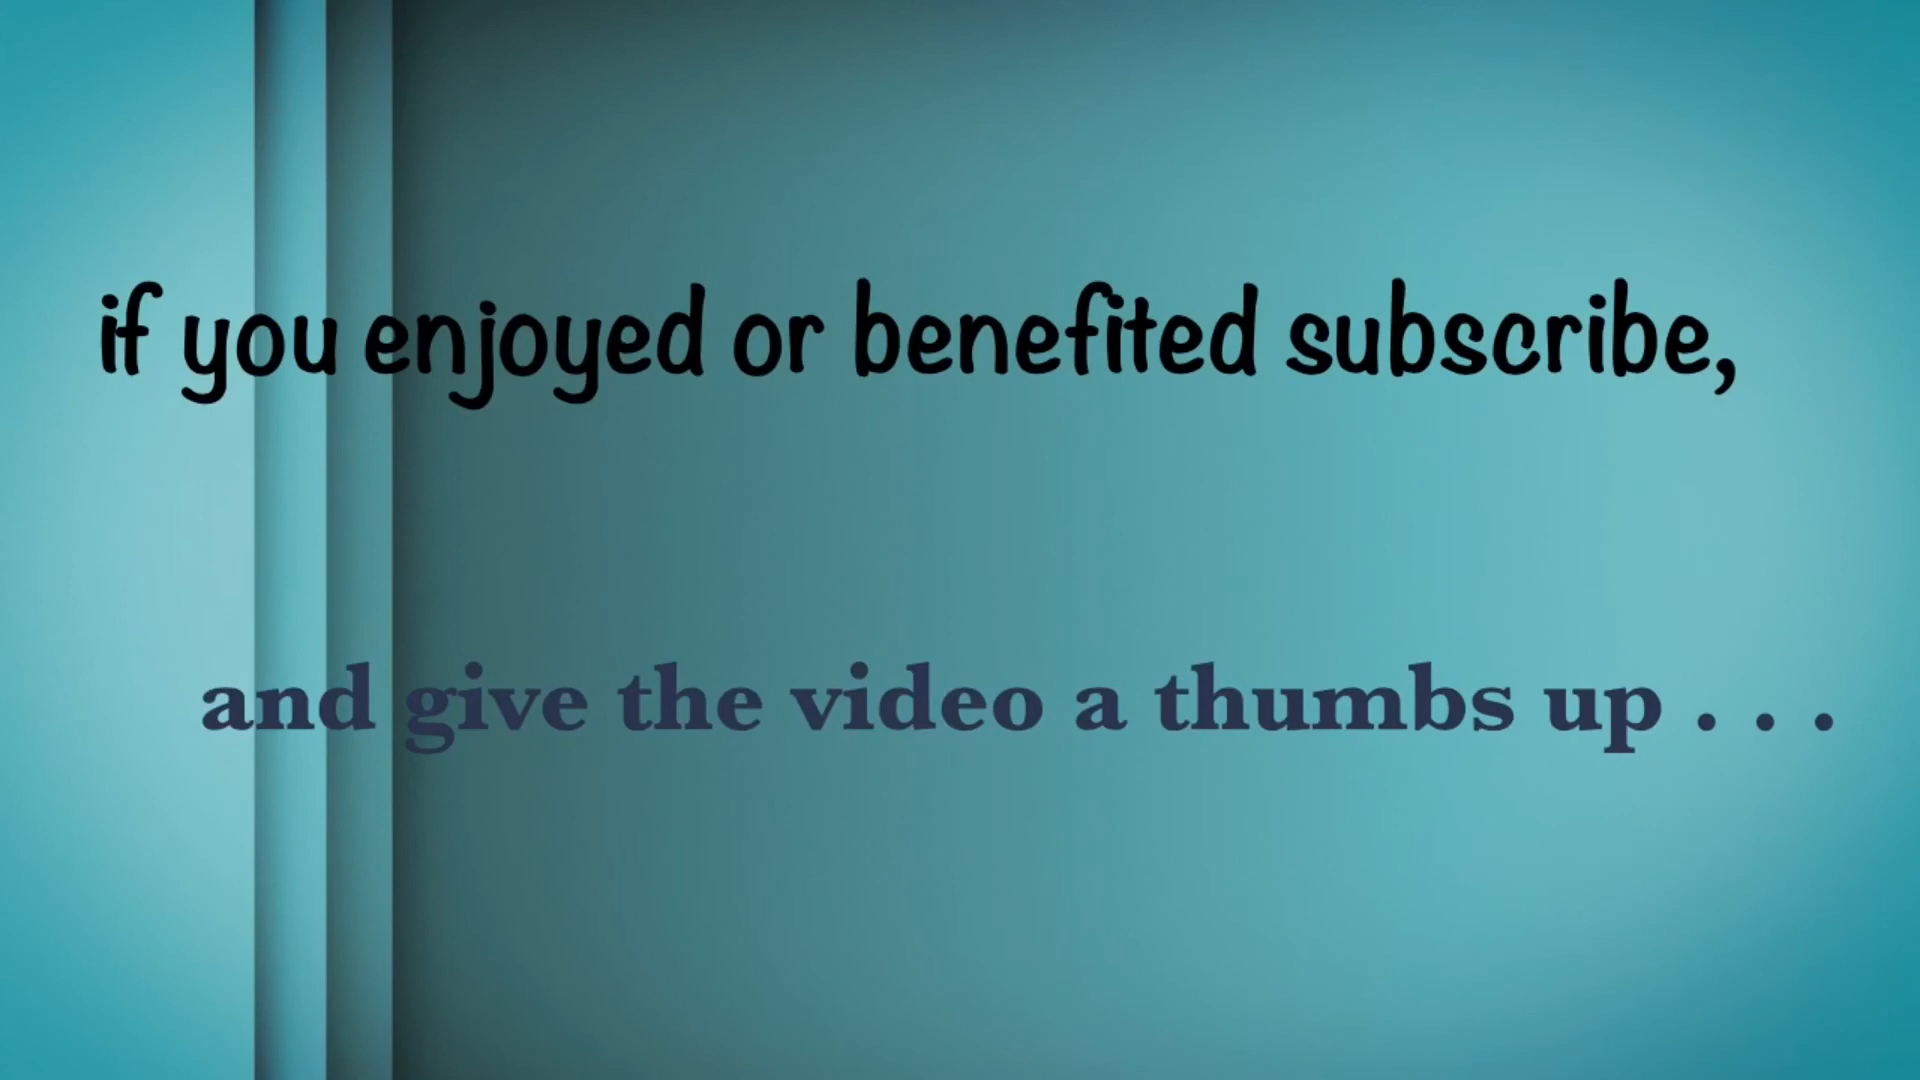 if you enjoyed or benefited subscribe,
and give the video a thumbs up . . .